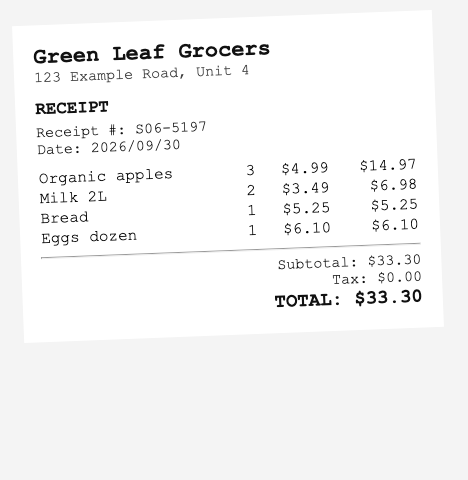 Green Leaf Grocers
123 Example Road, Unit 4
RECEIPT
Receipt #: S06-5197
Date: 2026/09/30
Organic apples 3 $4.99 $14.97
Milk 2L 2 $3.49 $6.98
Bread 1 $5.25 $5.25
Eggs dozen 1 $6.10 $6.10
Subtotal: $33.30
Tax: $0.00
TOTAL: $33.30